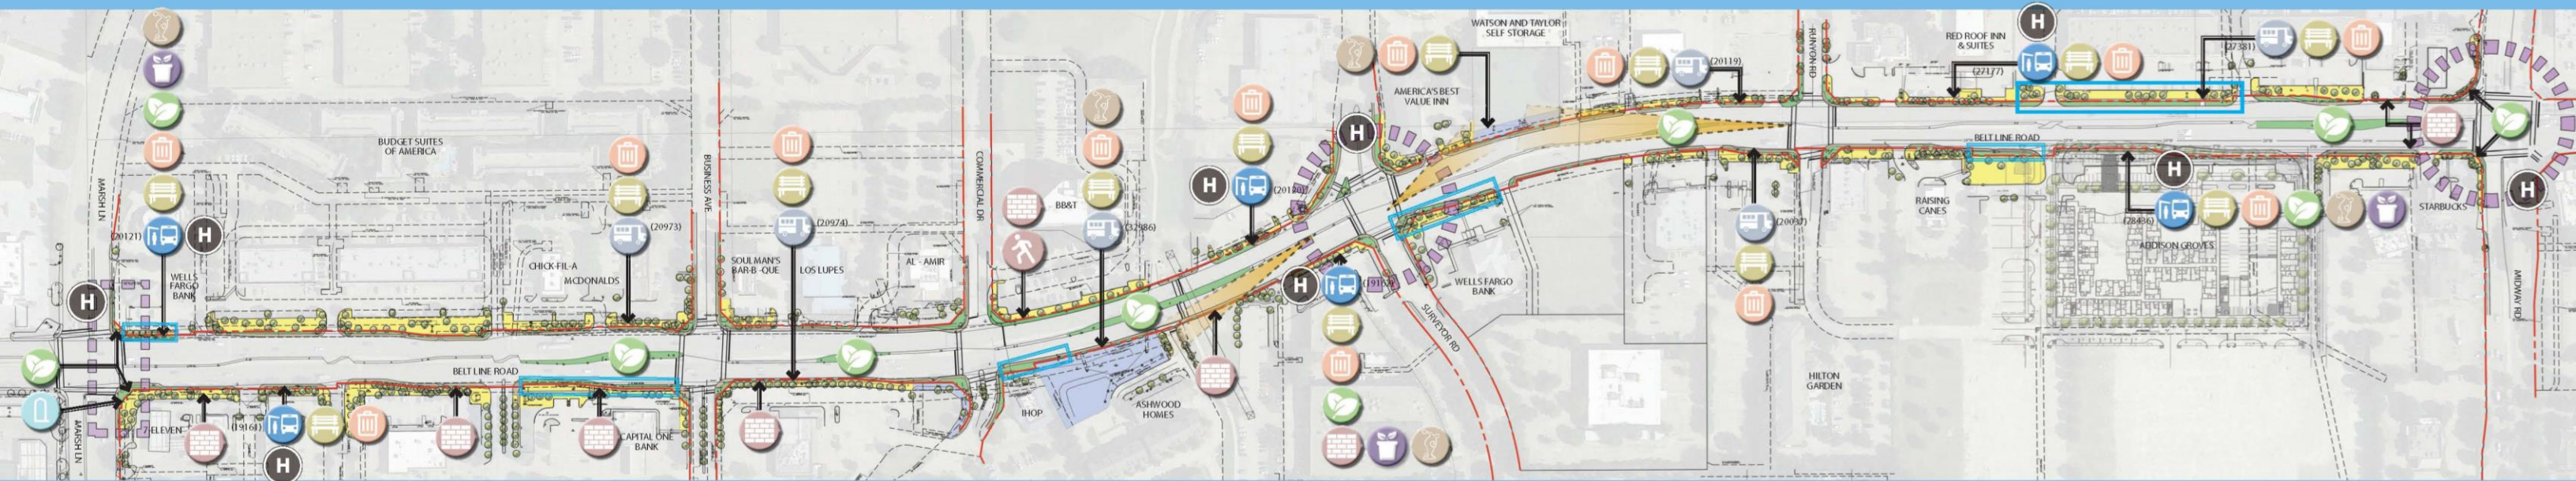 WATSON AND TAYLOR
SELF STORAGE
H
RUNYON RD
RED ROOF INN
& SUITES
(27381)
(20119)
(27177)
AMERICA'S BEST
VALUE INN
H
BELT LINE ROAD
BUDGET SUITES
OF AMERICA
MARSH LN
BUSINESS AVE
COMMERCIAL DR
BB&T
H
(20120)
H
H
RAISING
CANES
STARBUCKS
(20121)
H
(20973)
(20974)
(32986)
(28436)
ADDISON GROVES
WELLS
FARGO
BANK
CHICK-FIL-A
MCDONALDS
SOULMAN'S
BAR-B -QUE
LOS LUPES
AL - AMIR
H
H
WELLS FARGO
BANK
MIDWAY RD
SURVEYOR RD
BELT LINE ROAD
HILTON
GARDEN
IHOP
ASHWOOD
HOMES
7-ELEVEN
(19161)
CAPITAL ONE
BANK
MARSH LN
H